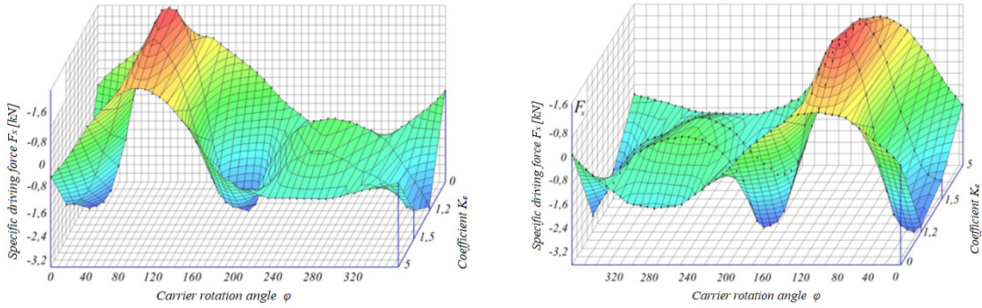 Specific driving force Fx [kN]
-1,6
-0,8
0
-0,8
-1,6
-2,4
-3,2
0 40 80 120 160 200 240 280 320
Carrier rotation angle φ
0
1,2
1,5
5
Coefficient Ke
Specific driving force Fx [kN]
-1,6
Fx
-0,8
0
-0,8
-1,6
-2,4
-3,2
320 280 240 200 160 120 80 40 0
Carrier rotation angle φ
5
1,5
1,2
0
Coefficient Ke